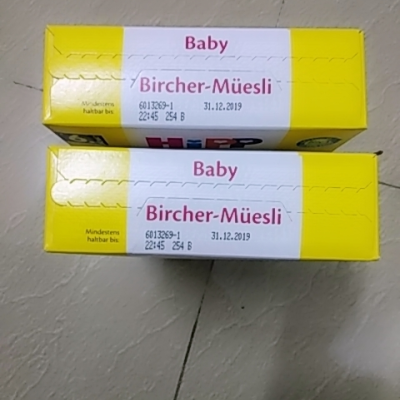 Baby
Bircher-Müesli
Mindestens
haltbar bis
6013269-1 31.12.2019
22:45 254 B
HiPP
Baby
Bircher-Müesli
Mindestens
haltbar bis
6013269-1 31.12.2019
22:45 254 B